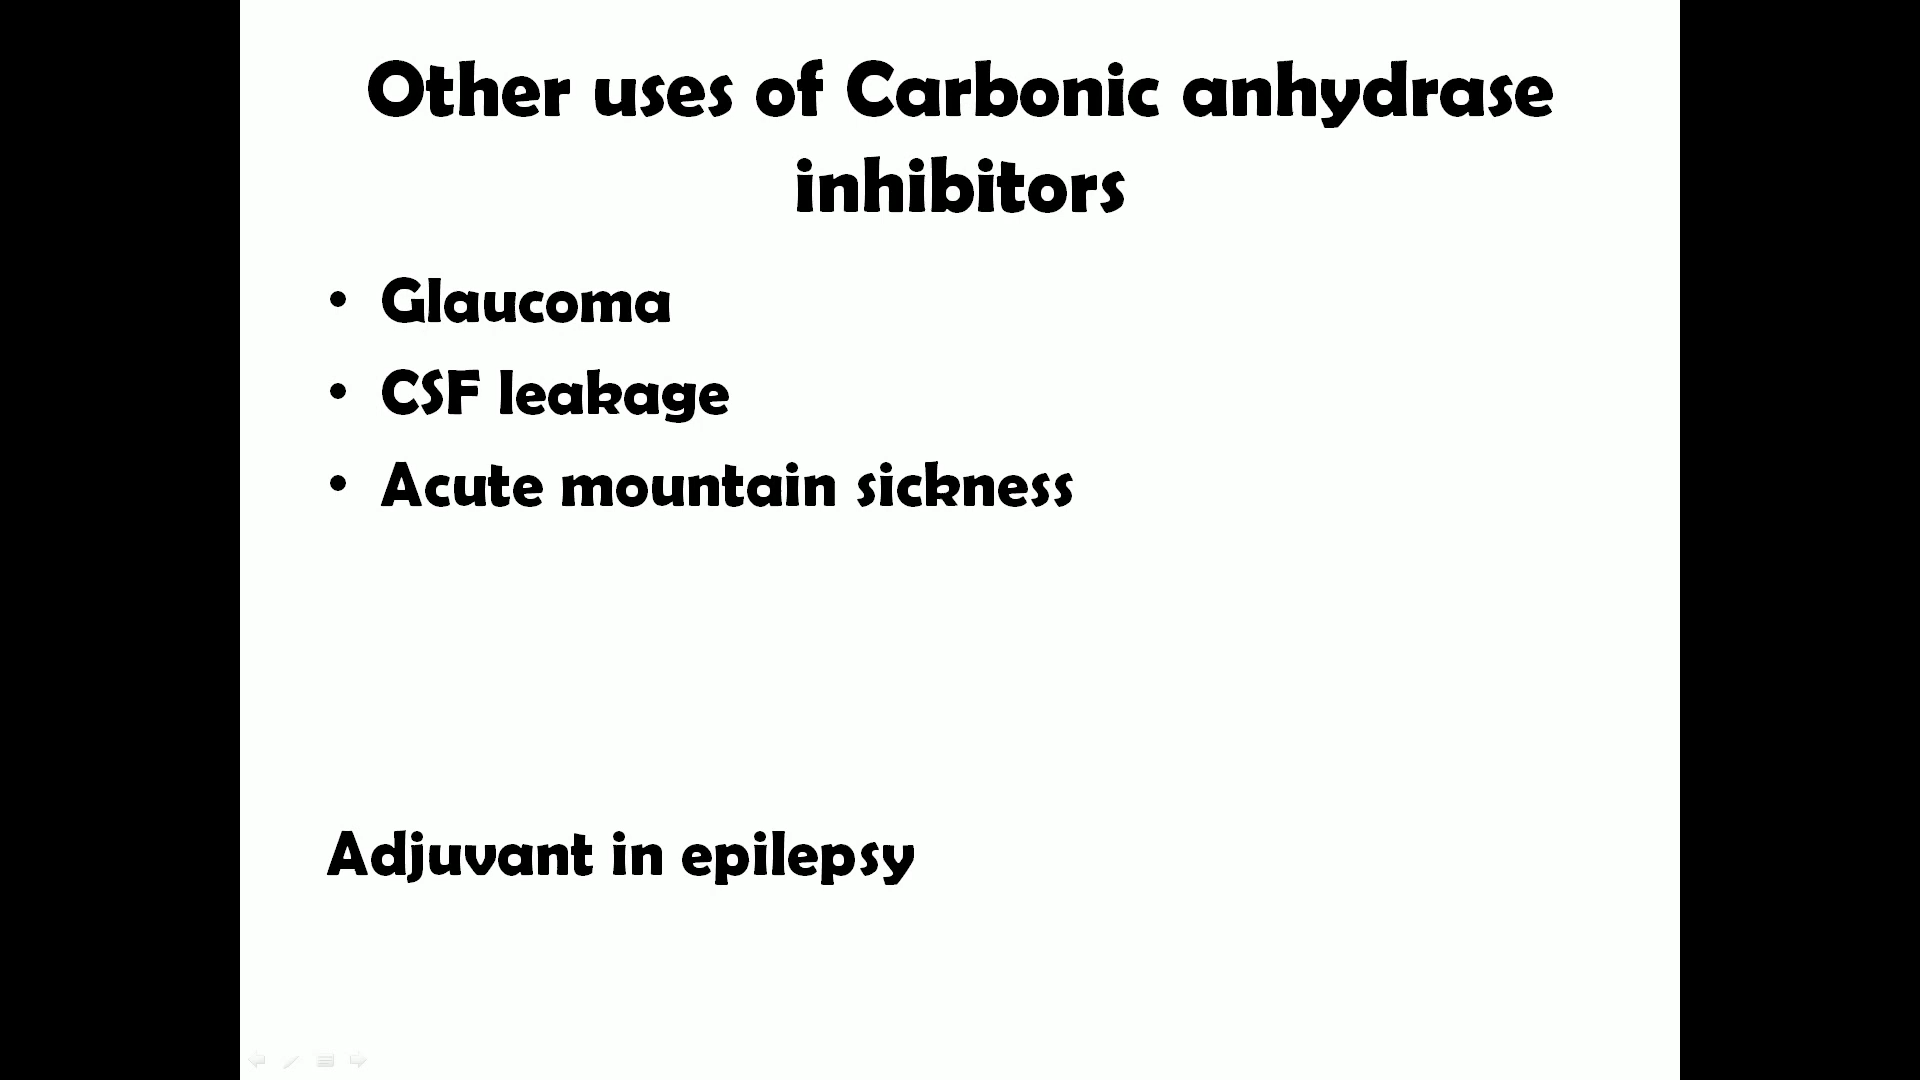 Other uses of Carbonic anhydrase
inhibitors
• Glaucoma
• CSF leakage
• Acute mountain sickness
Adjuvant in epilepsy